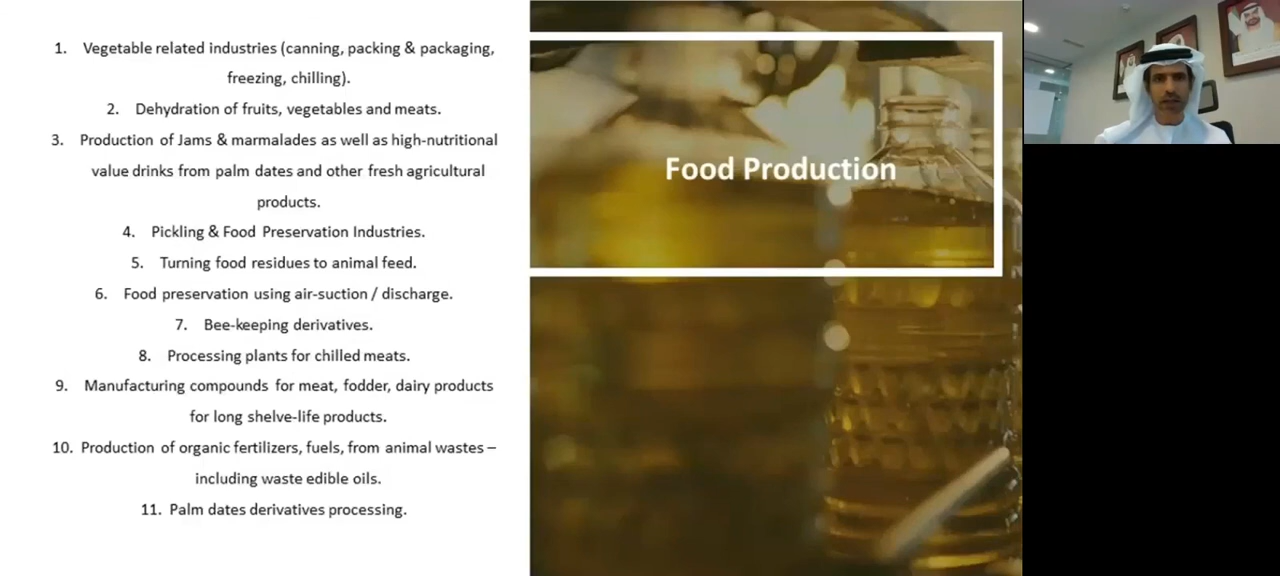 1. Vegetable related industries (canning, packing & packaging,
freezing, chilling).
2. Dehydration of fruits, vegetables and meats.
3. Production of Jams & marmalades as well as high-nutritional
value drinks from palm dates and other fresh agricultural
products.
4. Pickling & Food Preservation Industries.
5. Turning food residues to animal feed.
6. Food preservation using air-suction / discharge.
7. Bee-keeping derivatives.
8. Processing plants for chilled meats.
9. Manufacturing compounds for meat, fodder, dairy products
for long shelve-life products.
10. Production of organic fertilizers, fuels, from animal wastes –
including waste edible oils.
11. Palm dates derivatives processing.
Food Production